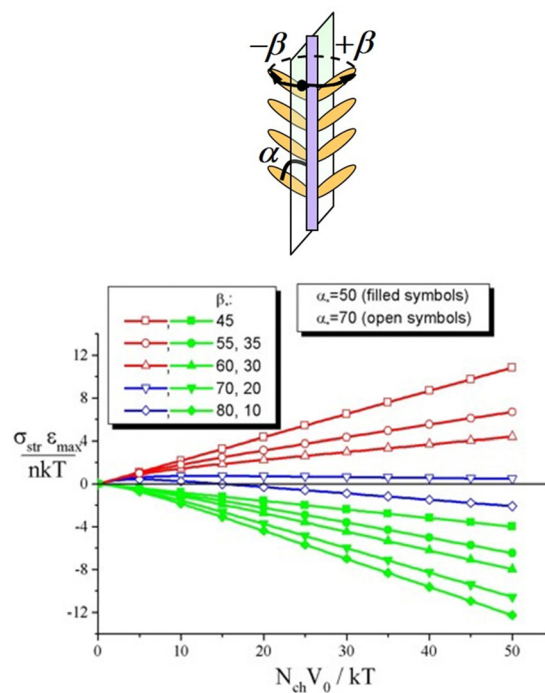 −β +β
α
β*:
45
55, 35
60, 30
70, 20
80, 10
α*=50 (filled symbols)
α*=70 (open symbols)
σstr εmax
nkT
12
8
4
0
-4
-8
-12
0 10 20 30 40 50
NchV0 / kT